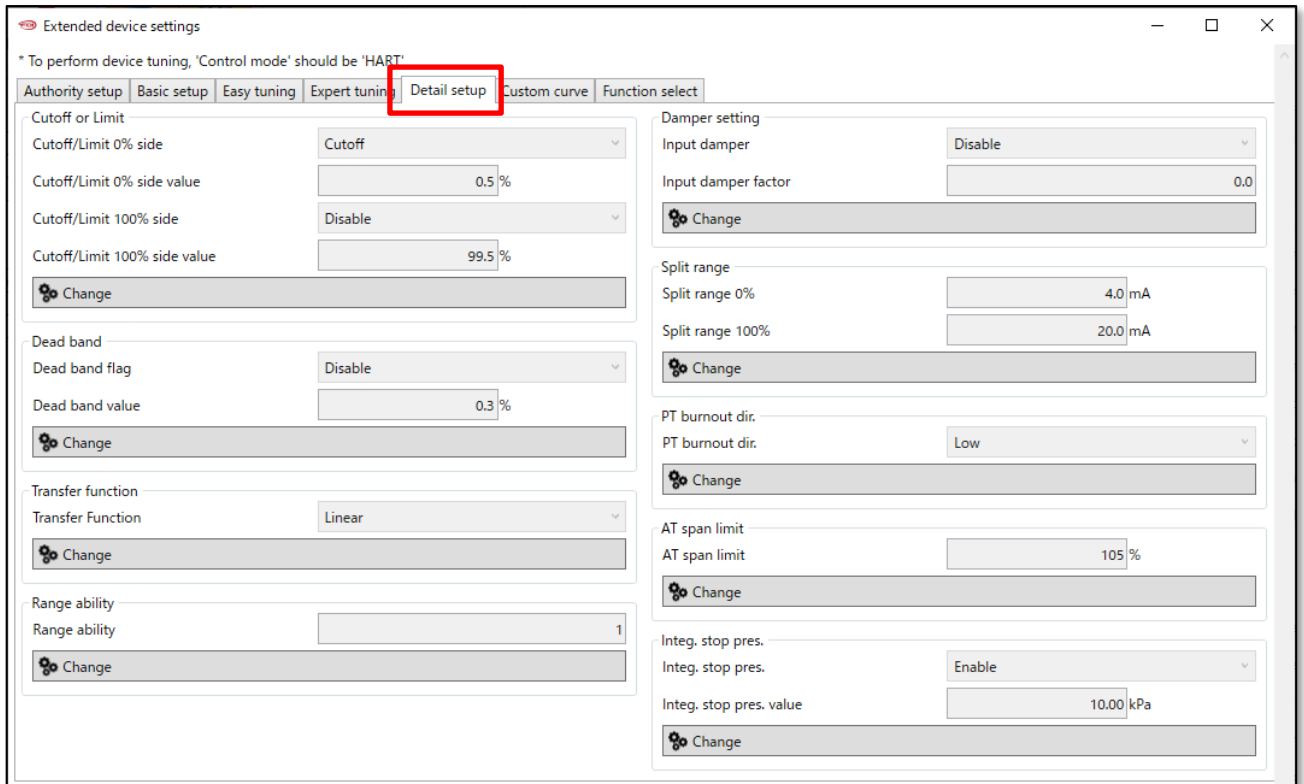 Extended device settings
* To perform device tuning, 'Control mode' should be 'HART'
Authority setup Basic setup Easy tuning Expert tuning Detail setup Custom curve Function select
Cutoff or Limit
Cutoff/Limit 0% side Cutoff
Cutoff/Limit 0% side value 0.5 %
Cutoff/Limit 100% side Disable
Cutoff/Limit 100% side value 99.5 %
Change
Dead band
Dead band flag Disable
Dead band value 0.3 %
Change
Transfer function
Transfer Function Linear
Change
Range ability
Range ability 1
Change
Damper setting
Input damper Disable
Input damper factor 0.0
Change
Split range
Split range 0% 4.0 mA
Split range 100% 20.0 mA
Change
PT burnout dir.
PT burnout dir. Low
Change
AT span limit
AT span limit 105 %
Change
Integ. stop pres.
Integ. stop pres. Enable
Integ. stop pres. value 10.00 kPa
Change